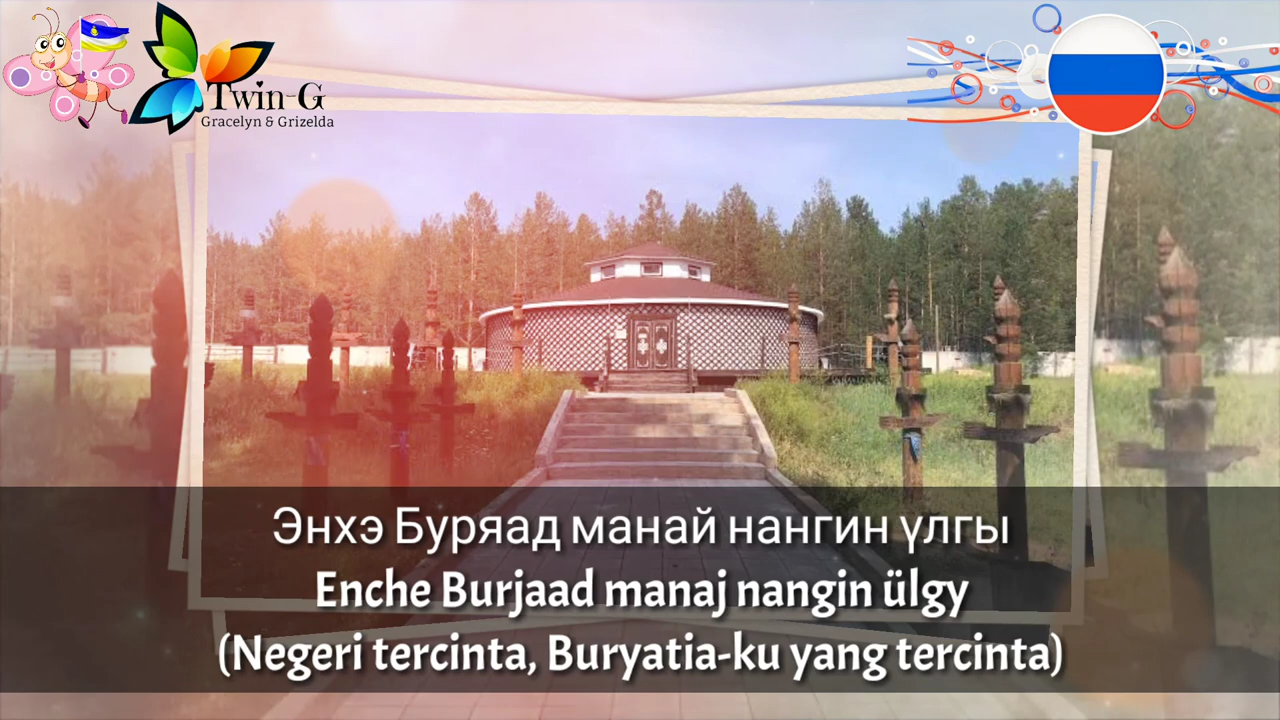 Twin-G
Gracelyn & Grizelda
Энхэ Буряад манай нангин үлгы
Enche Burjaad manaj nangin ülgy
(Negeri tercinta, Buryatia-ku yang tercinta)